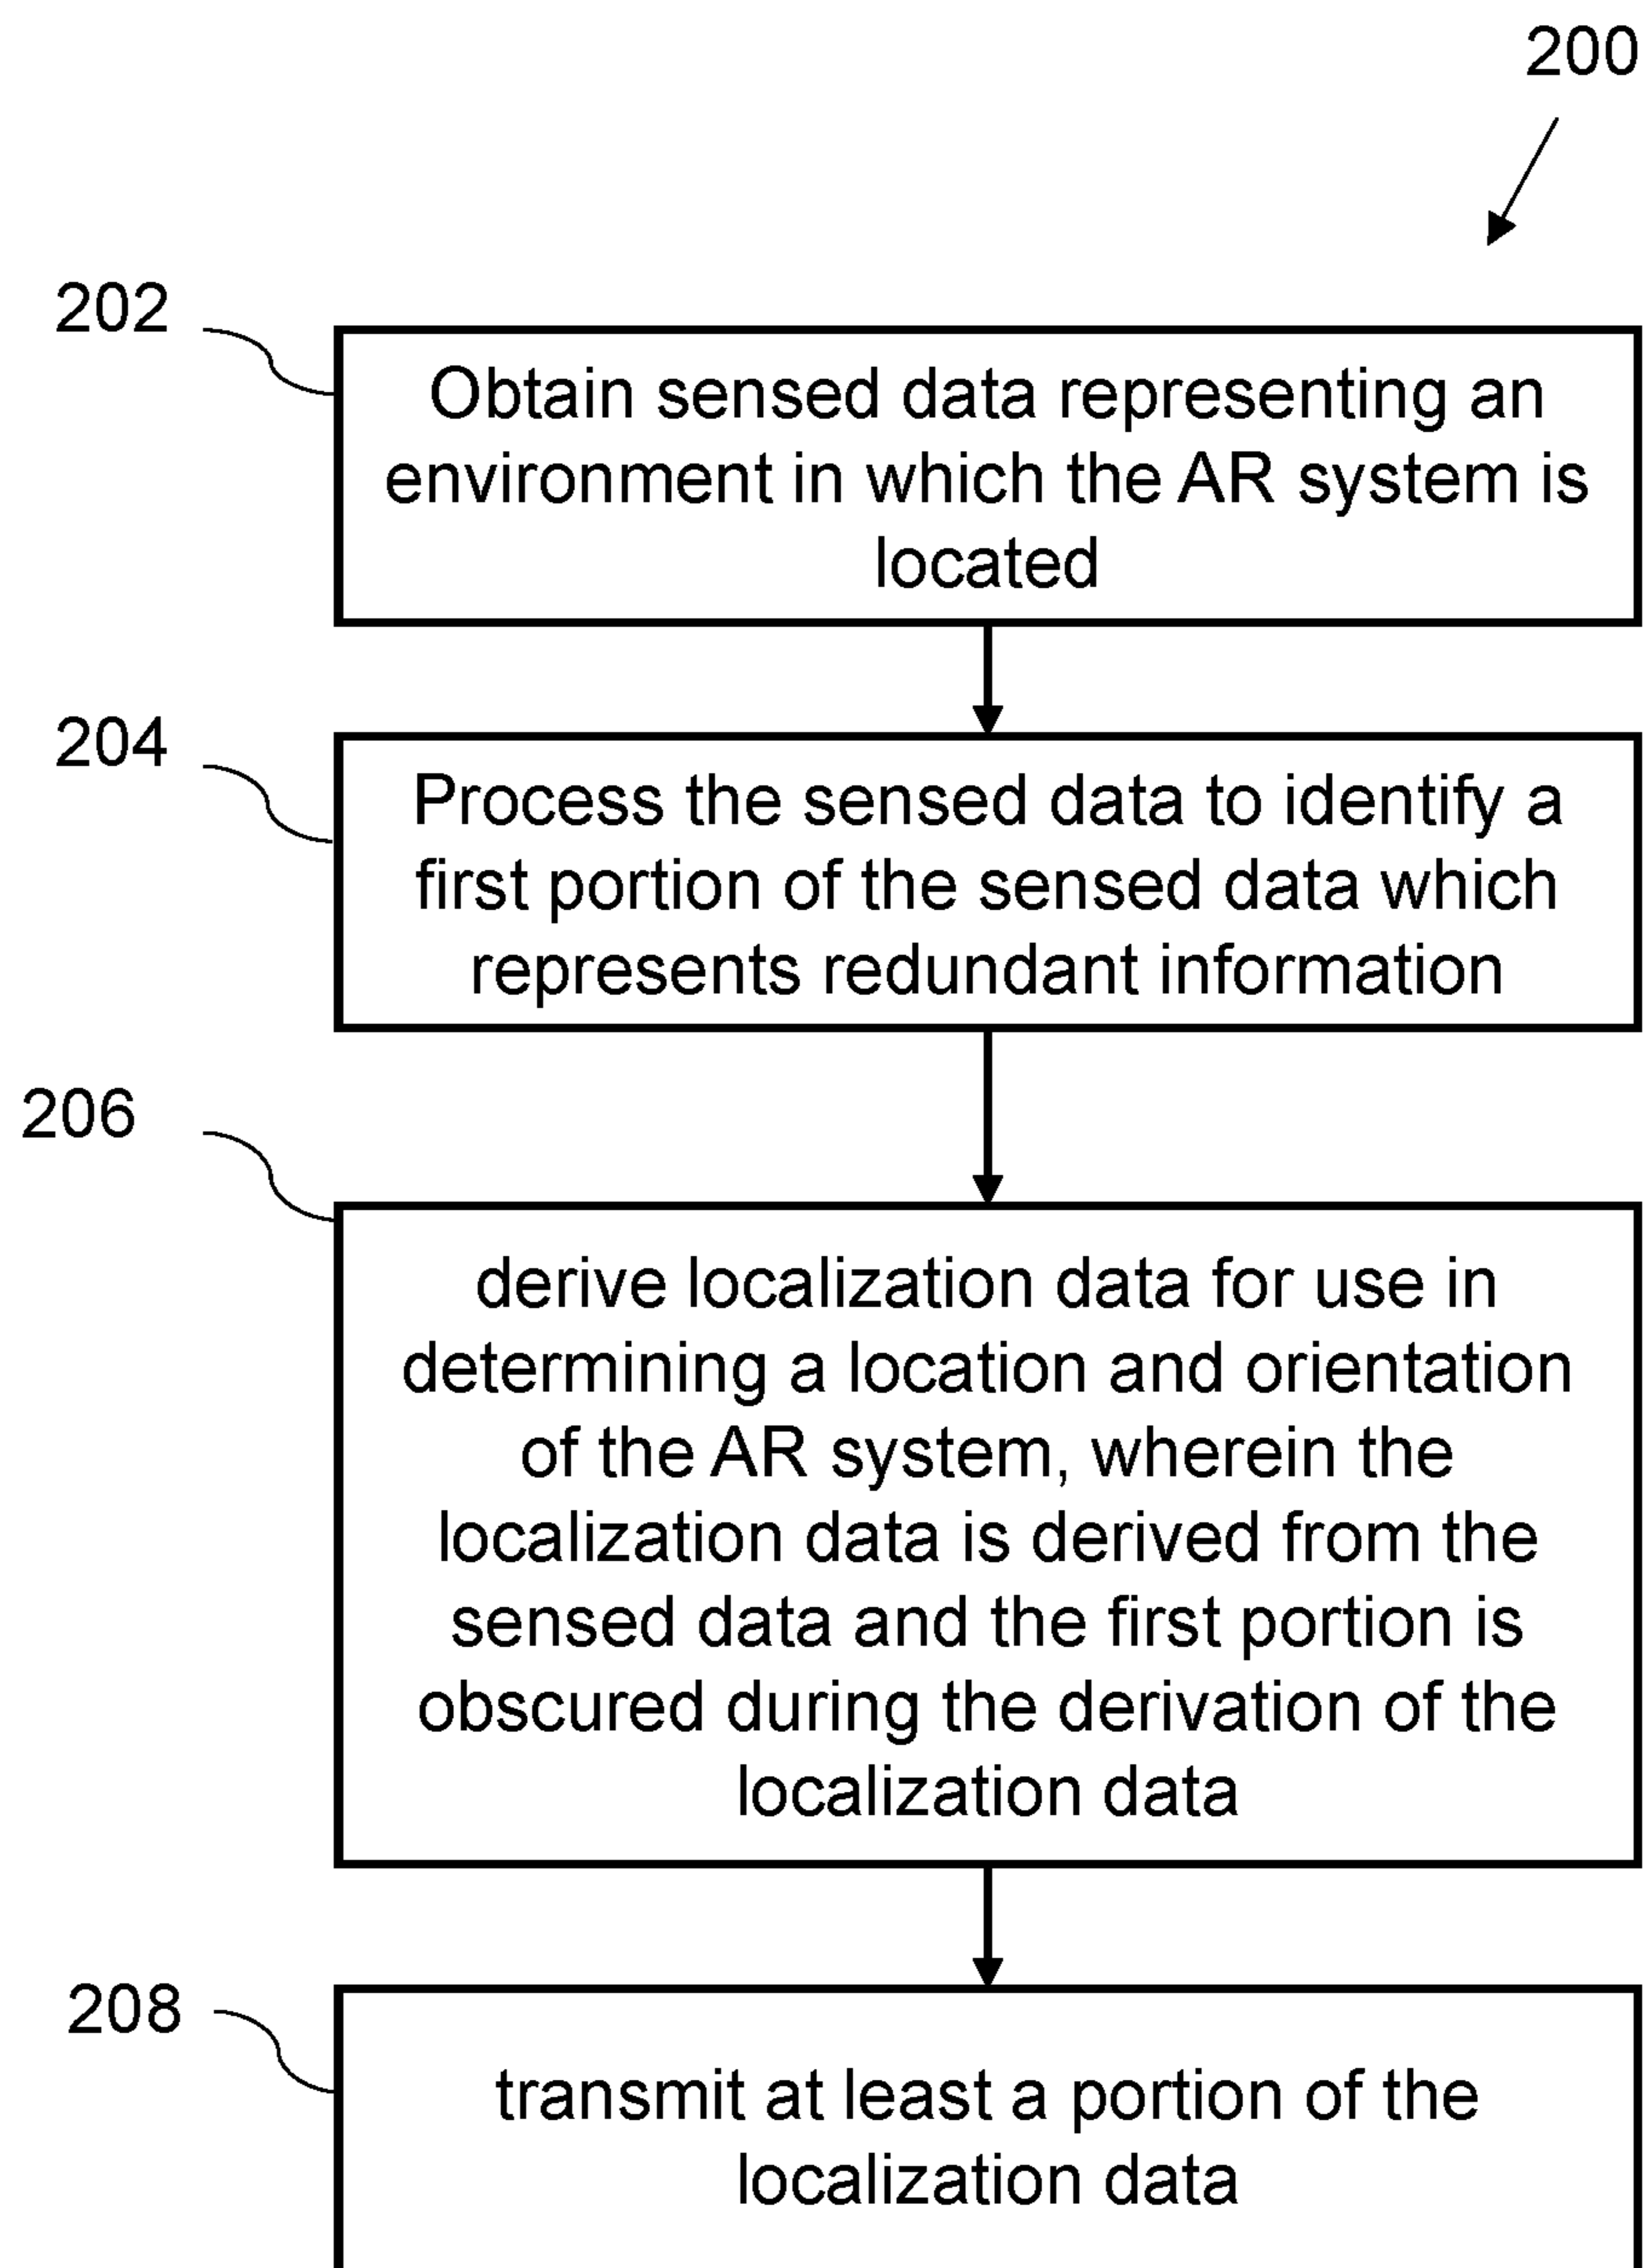 200
202
Obtain sensed data representing an
environment in which the AR system is
located
204
Process the sensed data to identify a
first portion of the sensed data which
represents redundant information
206
derive localization data for use in
determining a location and orientation
of the AR system, wherein the
localization data is derived from the
sensed data and the first portion is
obscured during the derivation of the
localization data
208
transmit at least a portion of the
localization data